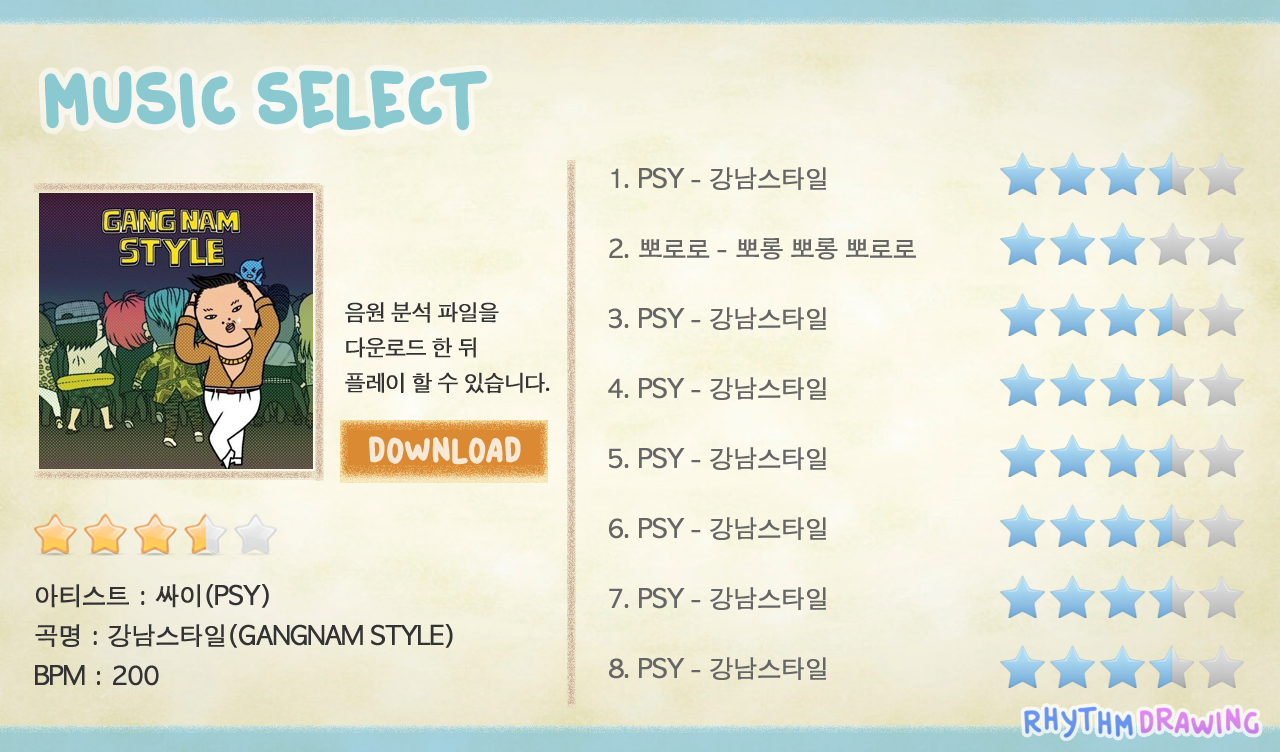 MUSIC SELECT
GANG NAM
STYLE
음원 분석 파일을
다운로드 한 뒤
플레이 할 수 있습니다.
DOWNLOAD
아티스트 : 싸이(PSY)
곡명 : 강남스타일(GANGNAM STYLE)
BPM : 200
1. PSY - 강남스타일
2. 뽀로로 - 뽀롱 뽀롱 뽀로로
3. PSY - 강남스타일
4. PSY - 강남스타일
5. PSY - 강남스타일
6. PSY - 강남스타일
7. PSY - 강남스타일
8. PSY - 강남스타일
RHYTHM DRAWING